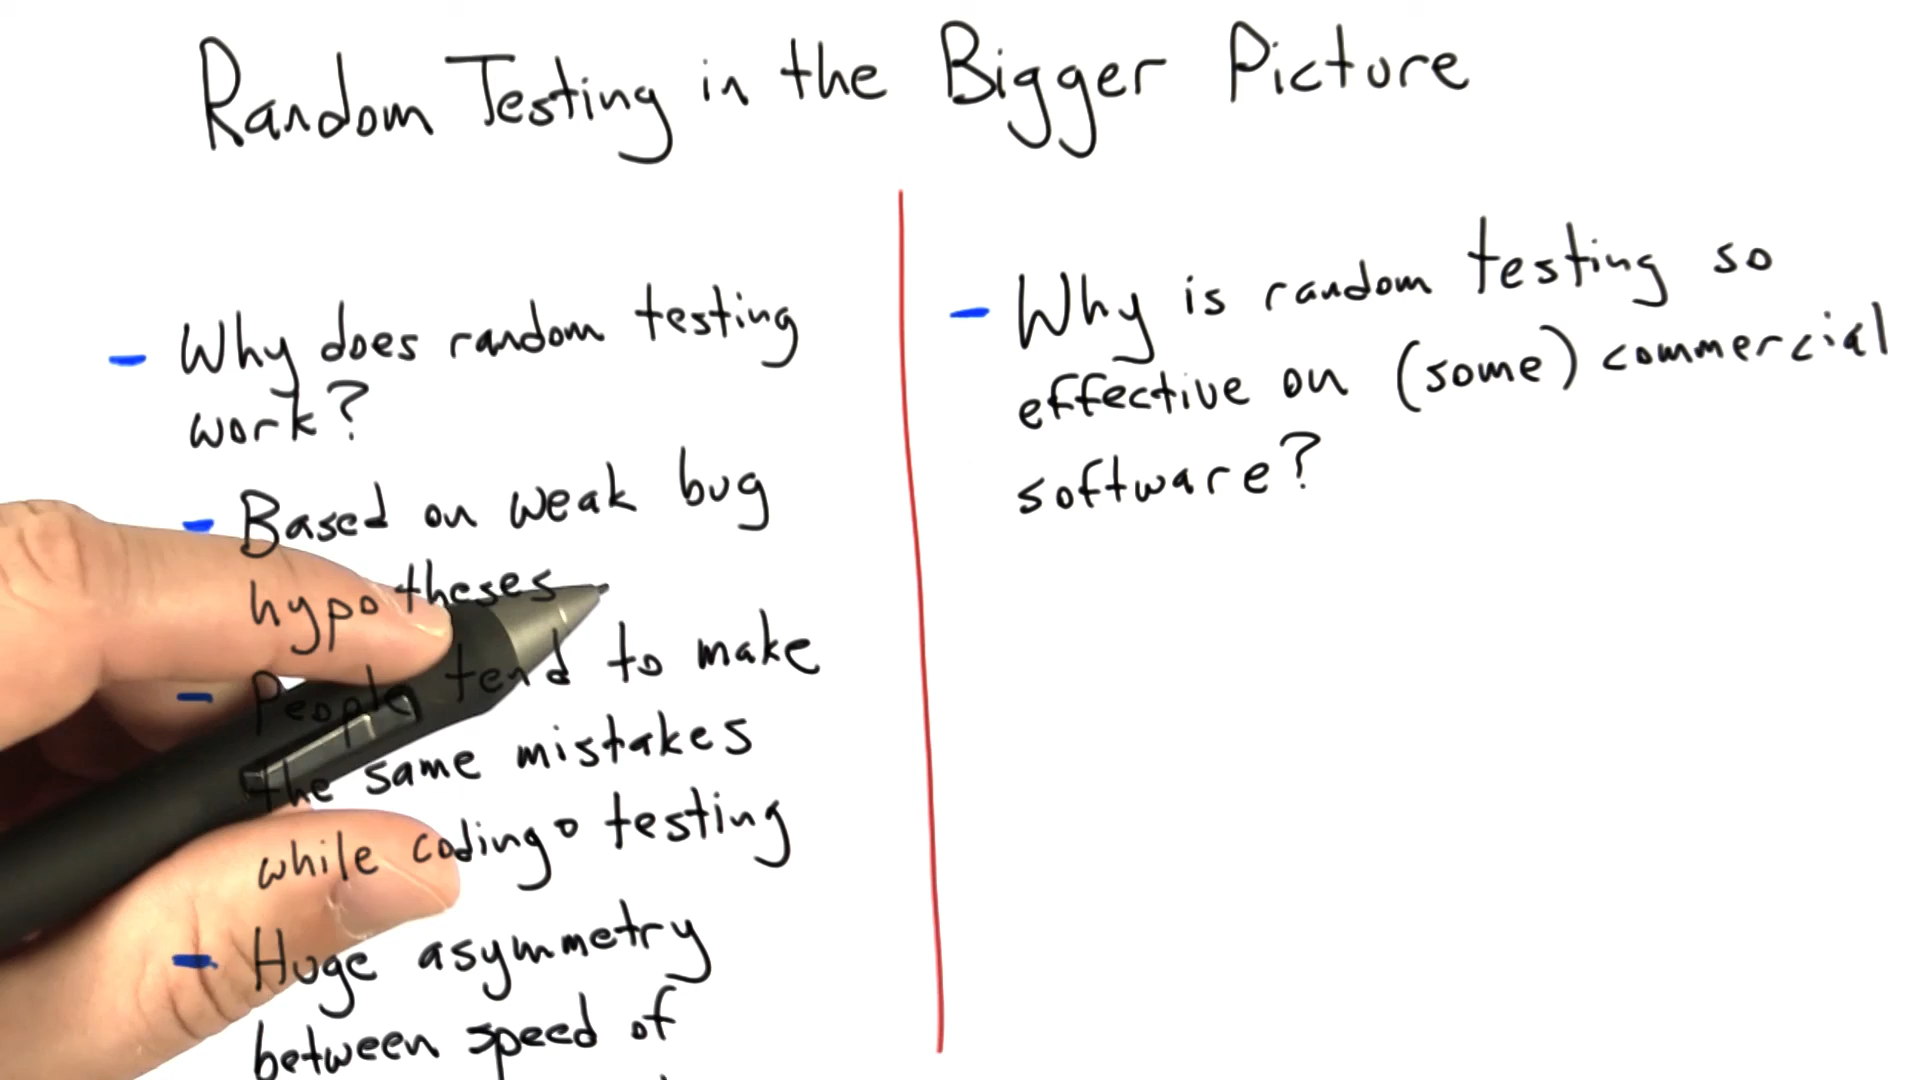 Random Testing in the Bigger Picture
- Why does random testing
work?
- Based on weak bug
hypotheses
- People tend to make
the same mistakes
while coding + testing
- Huge asymmetry
between speed of
- Why is random testing so
effective on (some) commercial
software?